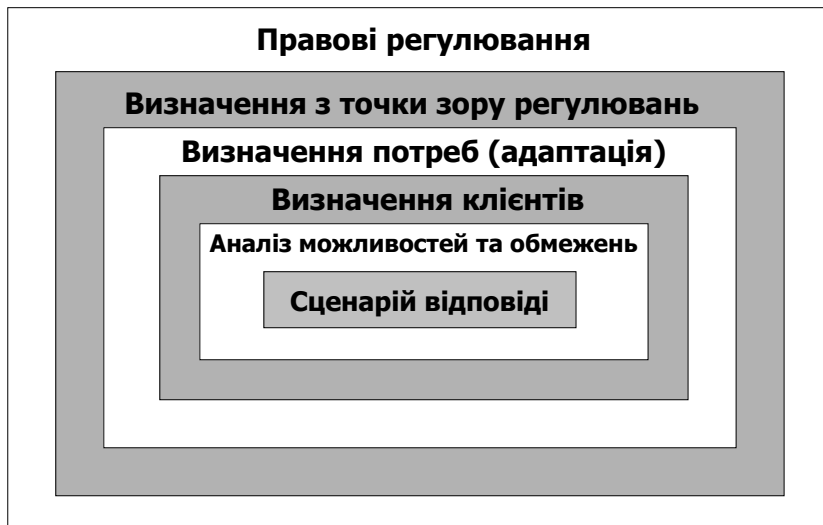 Правові регулювання
Визначення з точки зору регулювань
Визначення потреб (адаптація)
Визначення клієнтів
Аналіз можливостей та обмежень
Сценарій відповіді